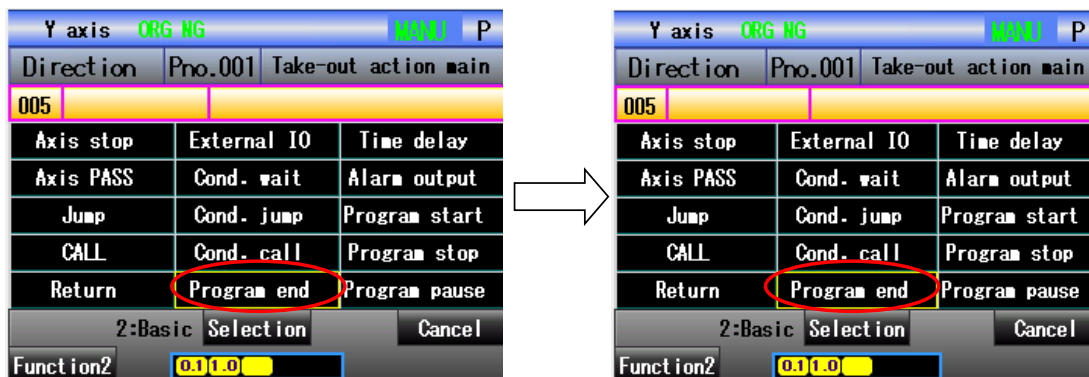 Y axis ORG NG MANU P
Direction Pno.001 Take-out action main
005
Axis stop External IO Time delay
Axis PASS Cond. wait Alarm output
Jump Cond. jump Program start
CALL Cond. call Program stop
Return Program end Program pause
2:Basic Selection Cancel
Function2 0.1 1.0
Y axis ORG NG MANU P
Direction Pno.001 Take-out action main
005
Axis stop External IO Time delay
Axis PASS Cond. wait Alarm output
Jump Cond. jump Program start
CALL Cond. call Program stop
Return Program end Program pause
2:Basic Selection Cancel
Function2 0.1 1.0